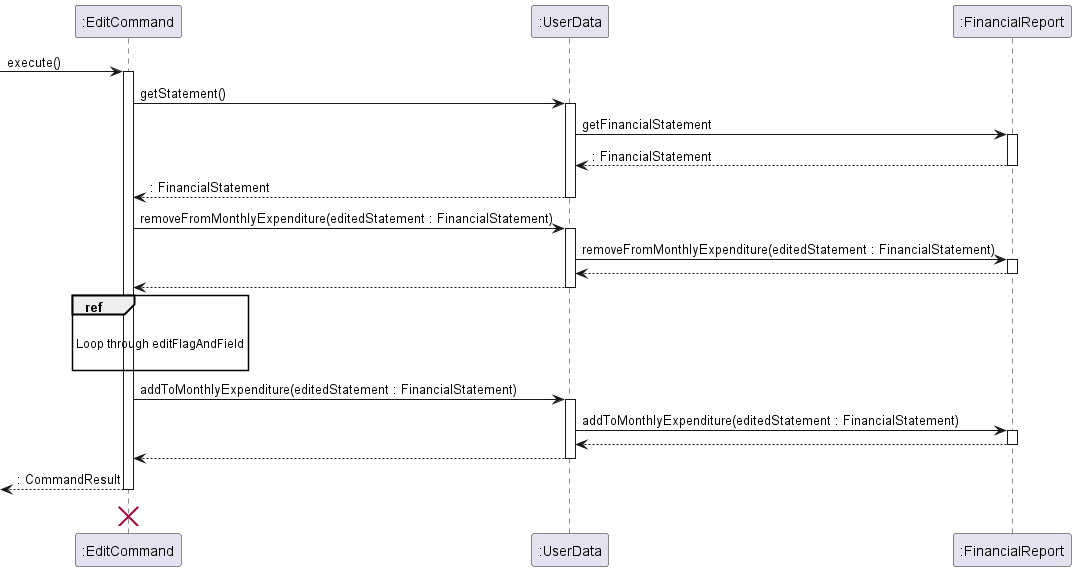 :EditCommand :UserData :FinancialReport
execute()
getStatement()
getFinancialStatement
: FinancialStatement
: FinancialStatement
removeFromMonthlyExpenditure(editedStatement : FinancialStatement)
removeFromMonthlyExpenditure(editedStatement : FinancialStatement)
ref
Loop through editFlagAndField
addToMonthlyExpenditure(editedStatement : FinancialStatement)
addToMonthlyExpenditure(editedStatement : FinancialStatement)
: CommandResult
:EditCommand :UserData :FinancialReport